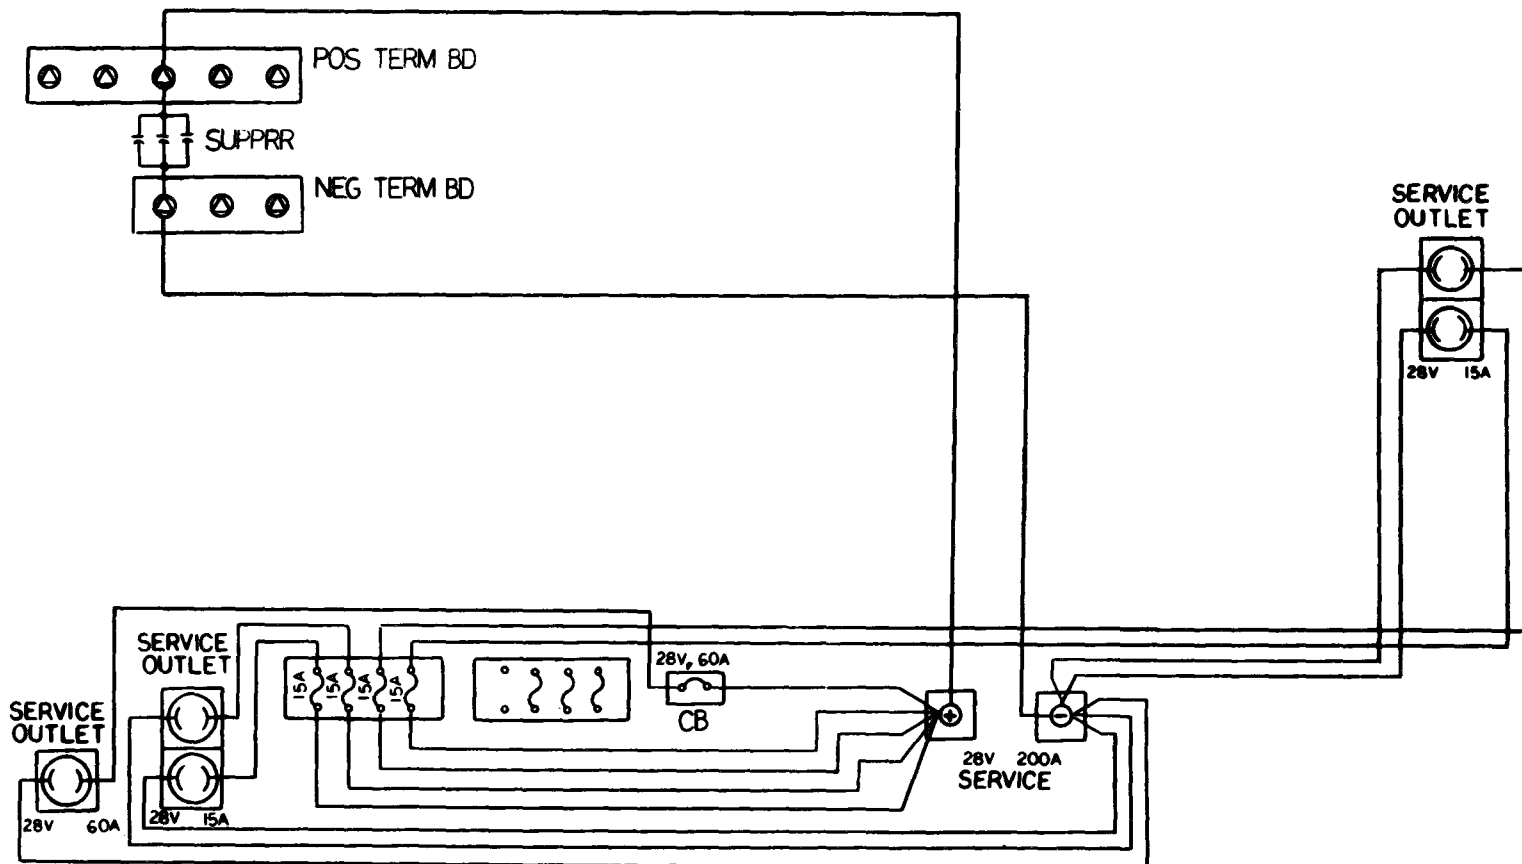 POS TERM BD
SUPPRR
NEG TERM BD
SERVICE
OUTLET
28V 15A
SERVICE
OUTLET
15A 15A 15A 15A
28V, 60A
CB
SERVICE
OUTLET
28V 60A
28V 15A
+
−
28V 200A
SERVICE